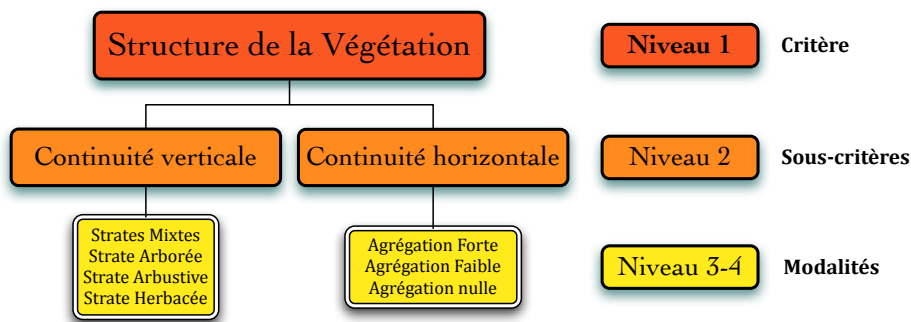 Structure de la Végétation
Niveau 1
Critère
Continuité verticale
Continuité horizontale
Niveau 2
Sous-critères
Strates Mixtes
Strate Arborée
Strate Arbustive
Strate Herbacée
Agrégation Forte
Agrégation Faible
Agrégation nulle
Niveau 3-4
Modalités